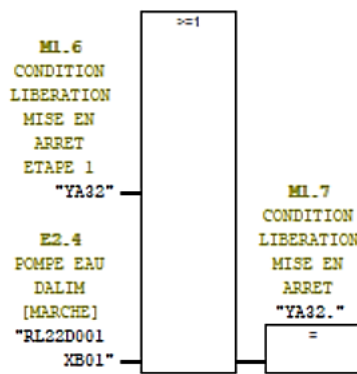 >=1
M1.6
CONDITION
LIBERATION
MISE EN
ARRET
ETAPE 1
"YA32"
E2.4
POMPE EAU
DALIM
[MARCHE]
"RL22D001
XB01"
M1.7
CONDITION
LIBERATION
MISE EN
ARRET
"YA32."
=